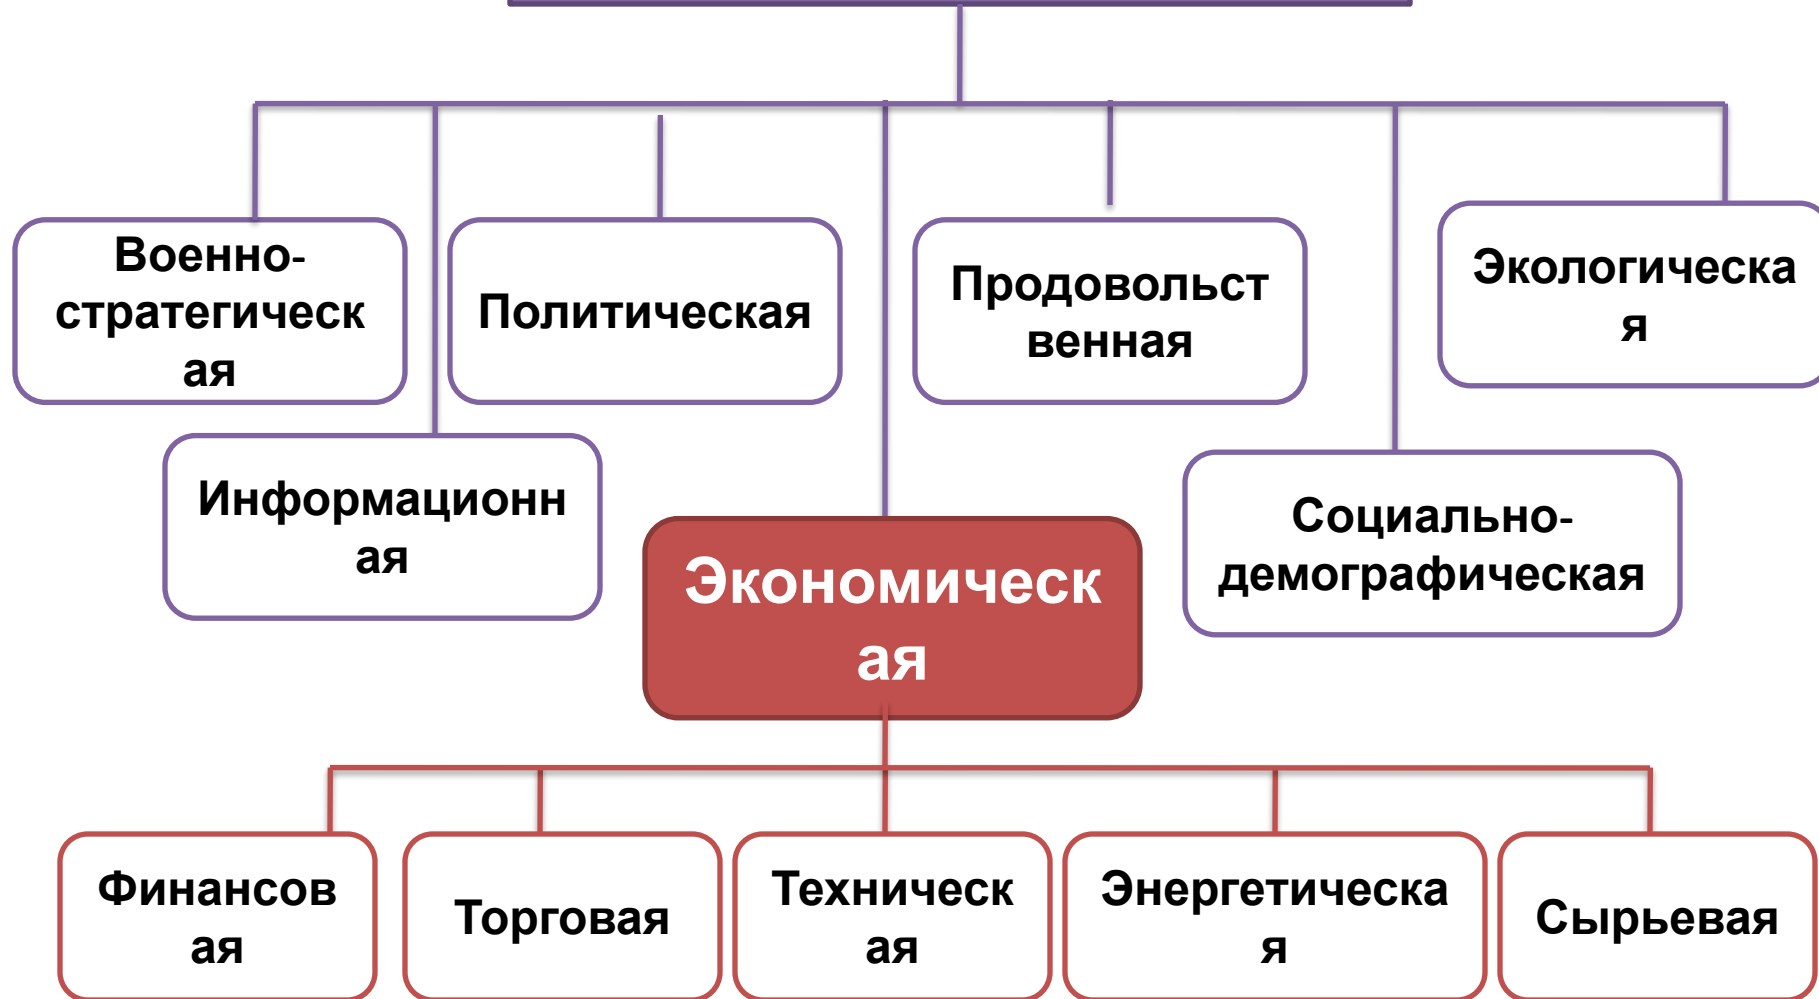 Военно-
стратегическ
ая
Политическая
Продовольст
венная
Экологическа
я
Информационн
ая
Экономическ
ая
Социально-
демографическая
Финансов
ая
Торговая
Техническ
ая
Энергетическа
я
Сырьевая